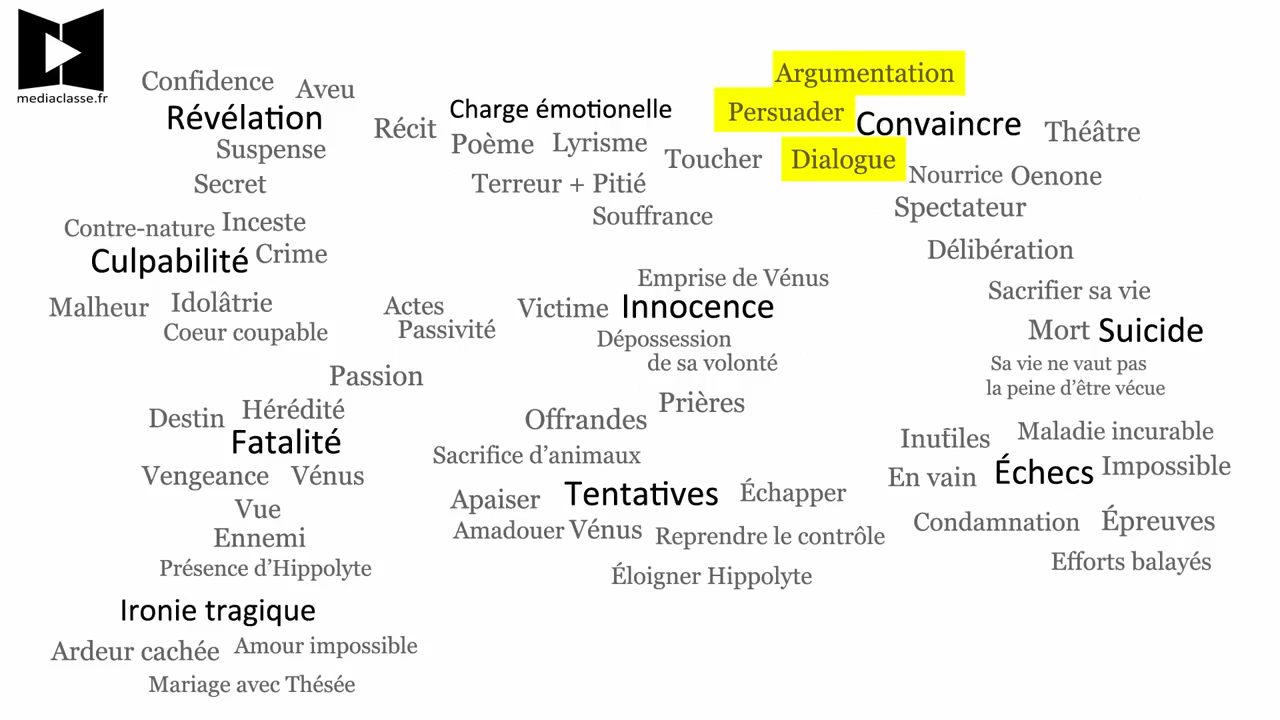 mediaclasse.fr
Confidence
Aveu
Révélation
Suspense
Secret
Récit
Charge émotionelle
Poème Lyrisme
Terreur + Pitié
Souffrance
Toucher
Argumentation
Persuader
Convaincre
Théâtre
Dialogue
Nourrice Oenone
Spectateur
Délibération
Contre-nature Inceste
Culpabilité Crime
Malheur Idolâtrie
Coeur coupable
Actes
Passivité
Passion
Emprise de Vénus
Victime Innocence
Dépossession
de sa volonté
Sacrifier sa vie
Mort Suicide
Sa vie ne vaut pas
la peine d'être vécue
Destin Hérédité
Fatalité
Vengeance Vénus
Vue
Ennemi
Présence d'Hippolyte
Offrandes Prières
Sacrifice d'animaux
Apaiser Tentatives Échapper
Amadouer Vénus Reprendre le contrôle
Éloigner Hippolyte
Inutiles Maladie incurable
En vain Échecs Impossible
Condamnation Épreuves
Efforts balayés
Ironie tragique
Ardeur cachée Amour impossible
Mariage avec Thésée